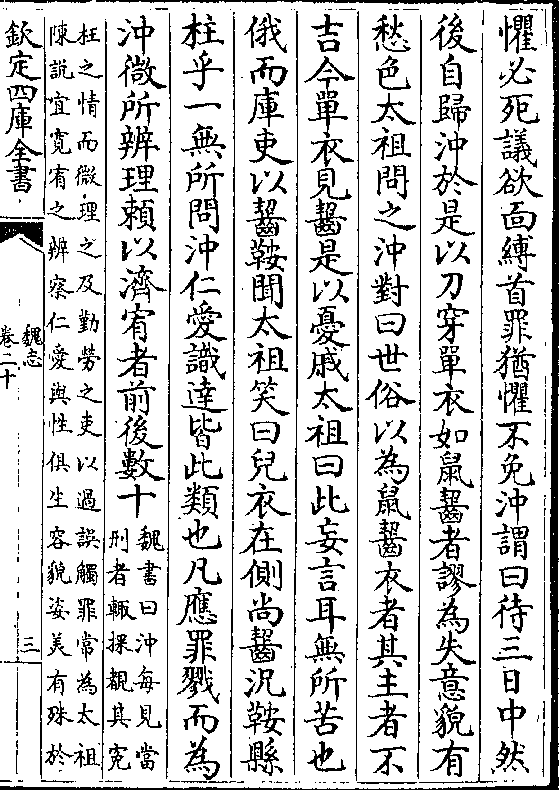 懼必死議欲面縛首罪猶懼不免沖謂曰待三日中然
後自歸沖於是以刀穿單衣如鼠齧者謬為失意貌有
愁色太祖問之沖對曰世俗以為鼠齧衣者其主者不
吉今單衣見齧是以憂戚太祖曰此妄言耳無所苦也
俄而庫吏以齧鞍聞太祖笑曰兒衣在側尚齧況鞍縣
柱乎一無所問沖仁愛識達皆此類也凡應罪戮而為
沖微所辨理賴以濟宥者前後數十
魏書曰沖每見當
刑者輒探覩其冤
枉之情而微理之及勤勞之吏以過誤觸罪常為太祖
陳說宜寬宥之辨察仁愛與性俱生容貌姿美有殊於
欽定四庫全書
魏志
卷二十
三